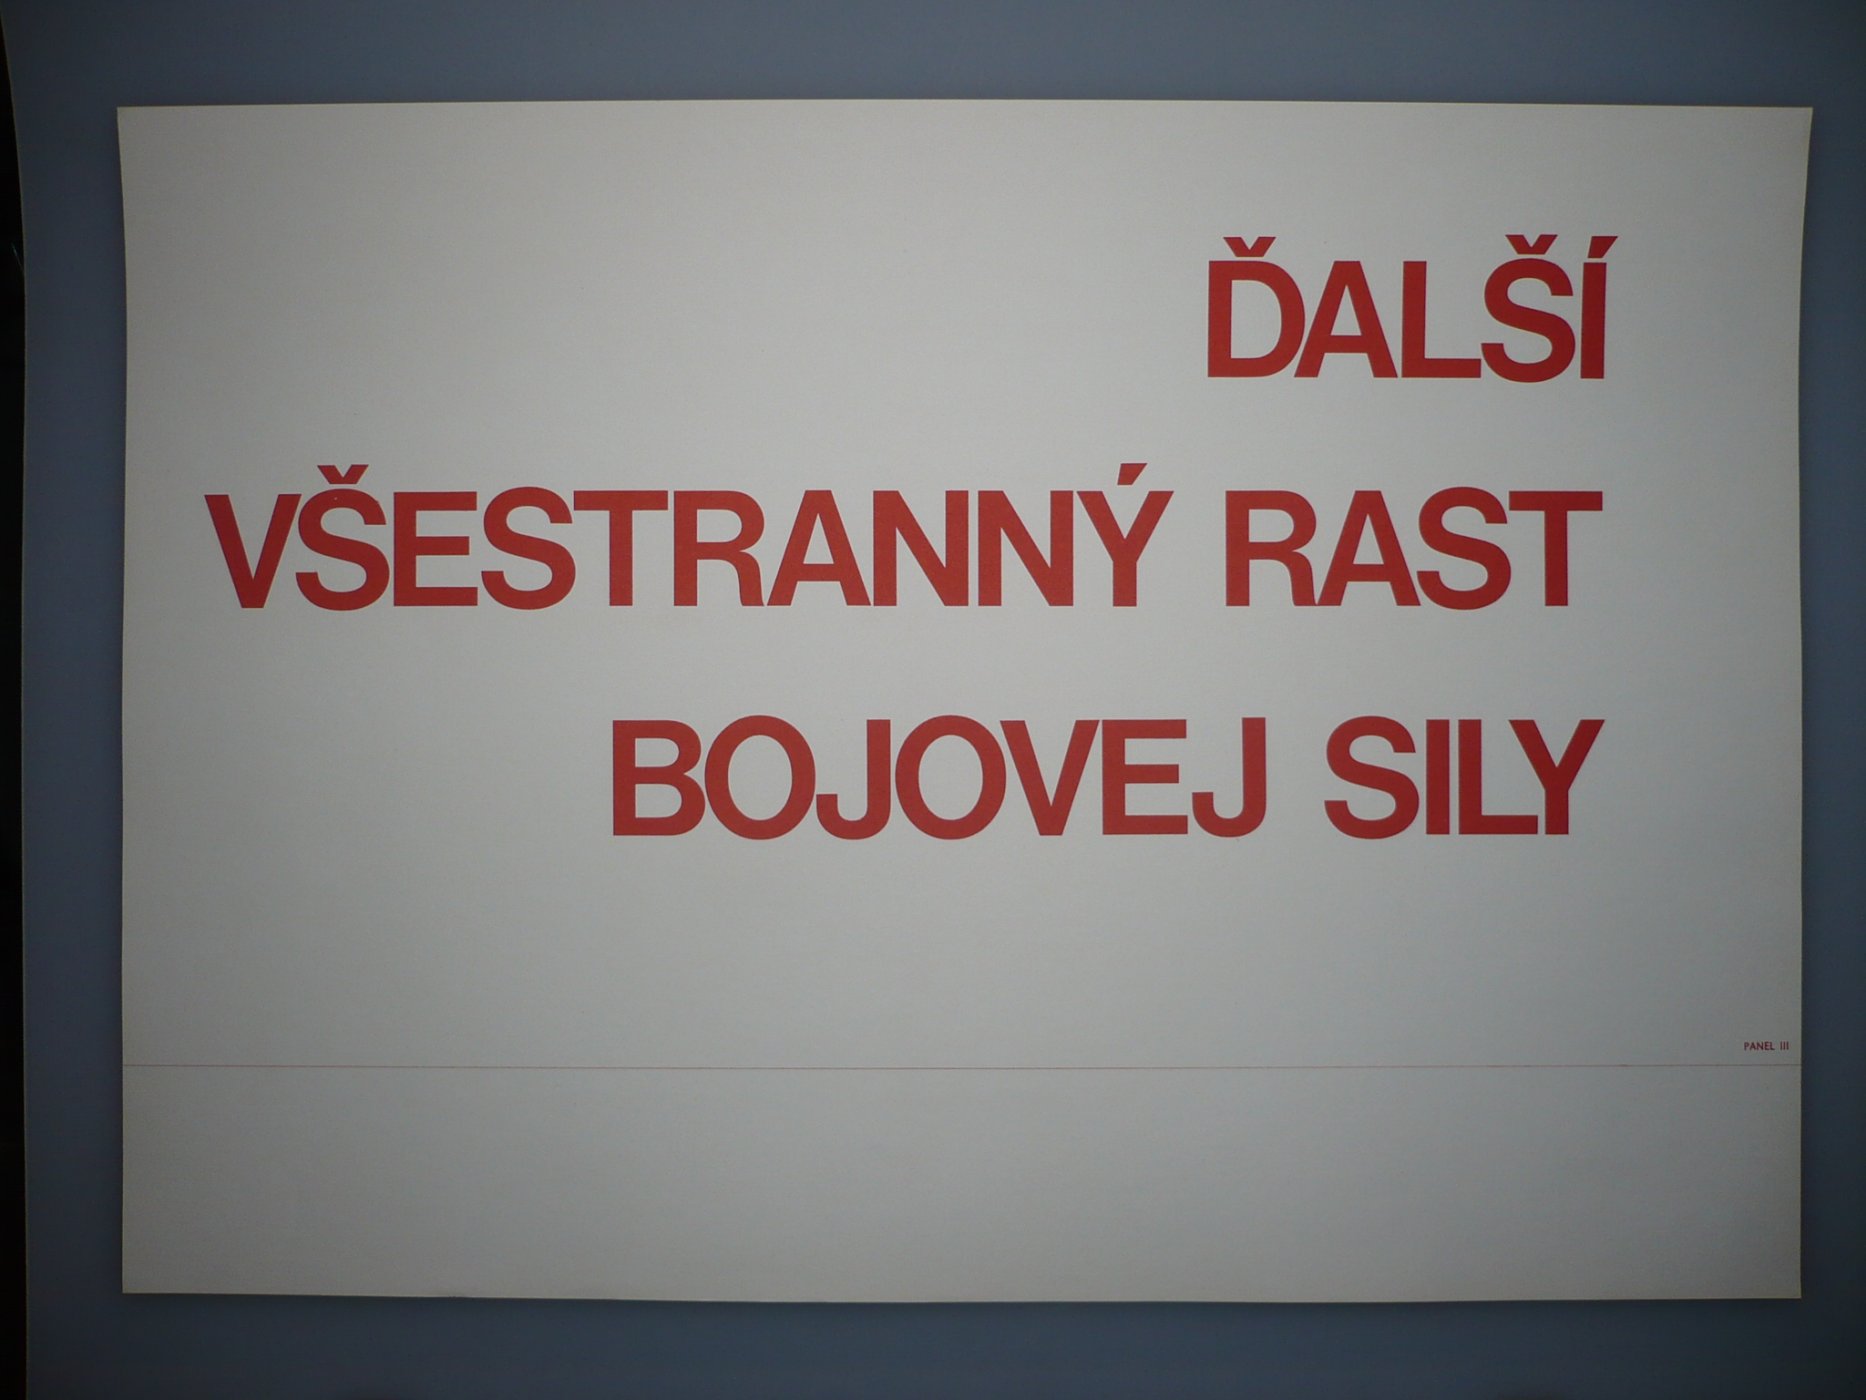 ĎALŠÍ
VŠESTRANNÝ RAST
BOJOVEJ SILY
PANEL III